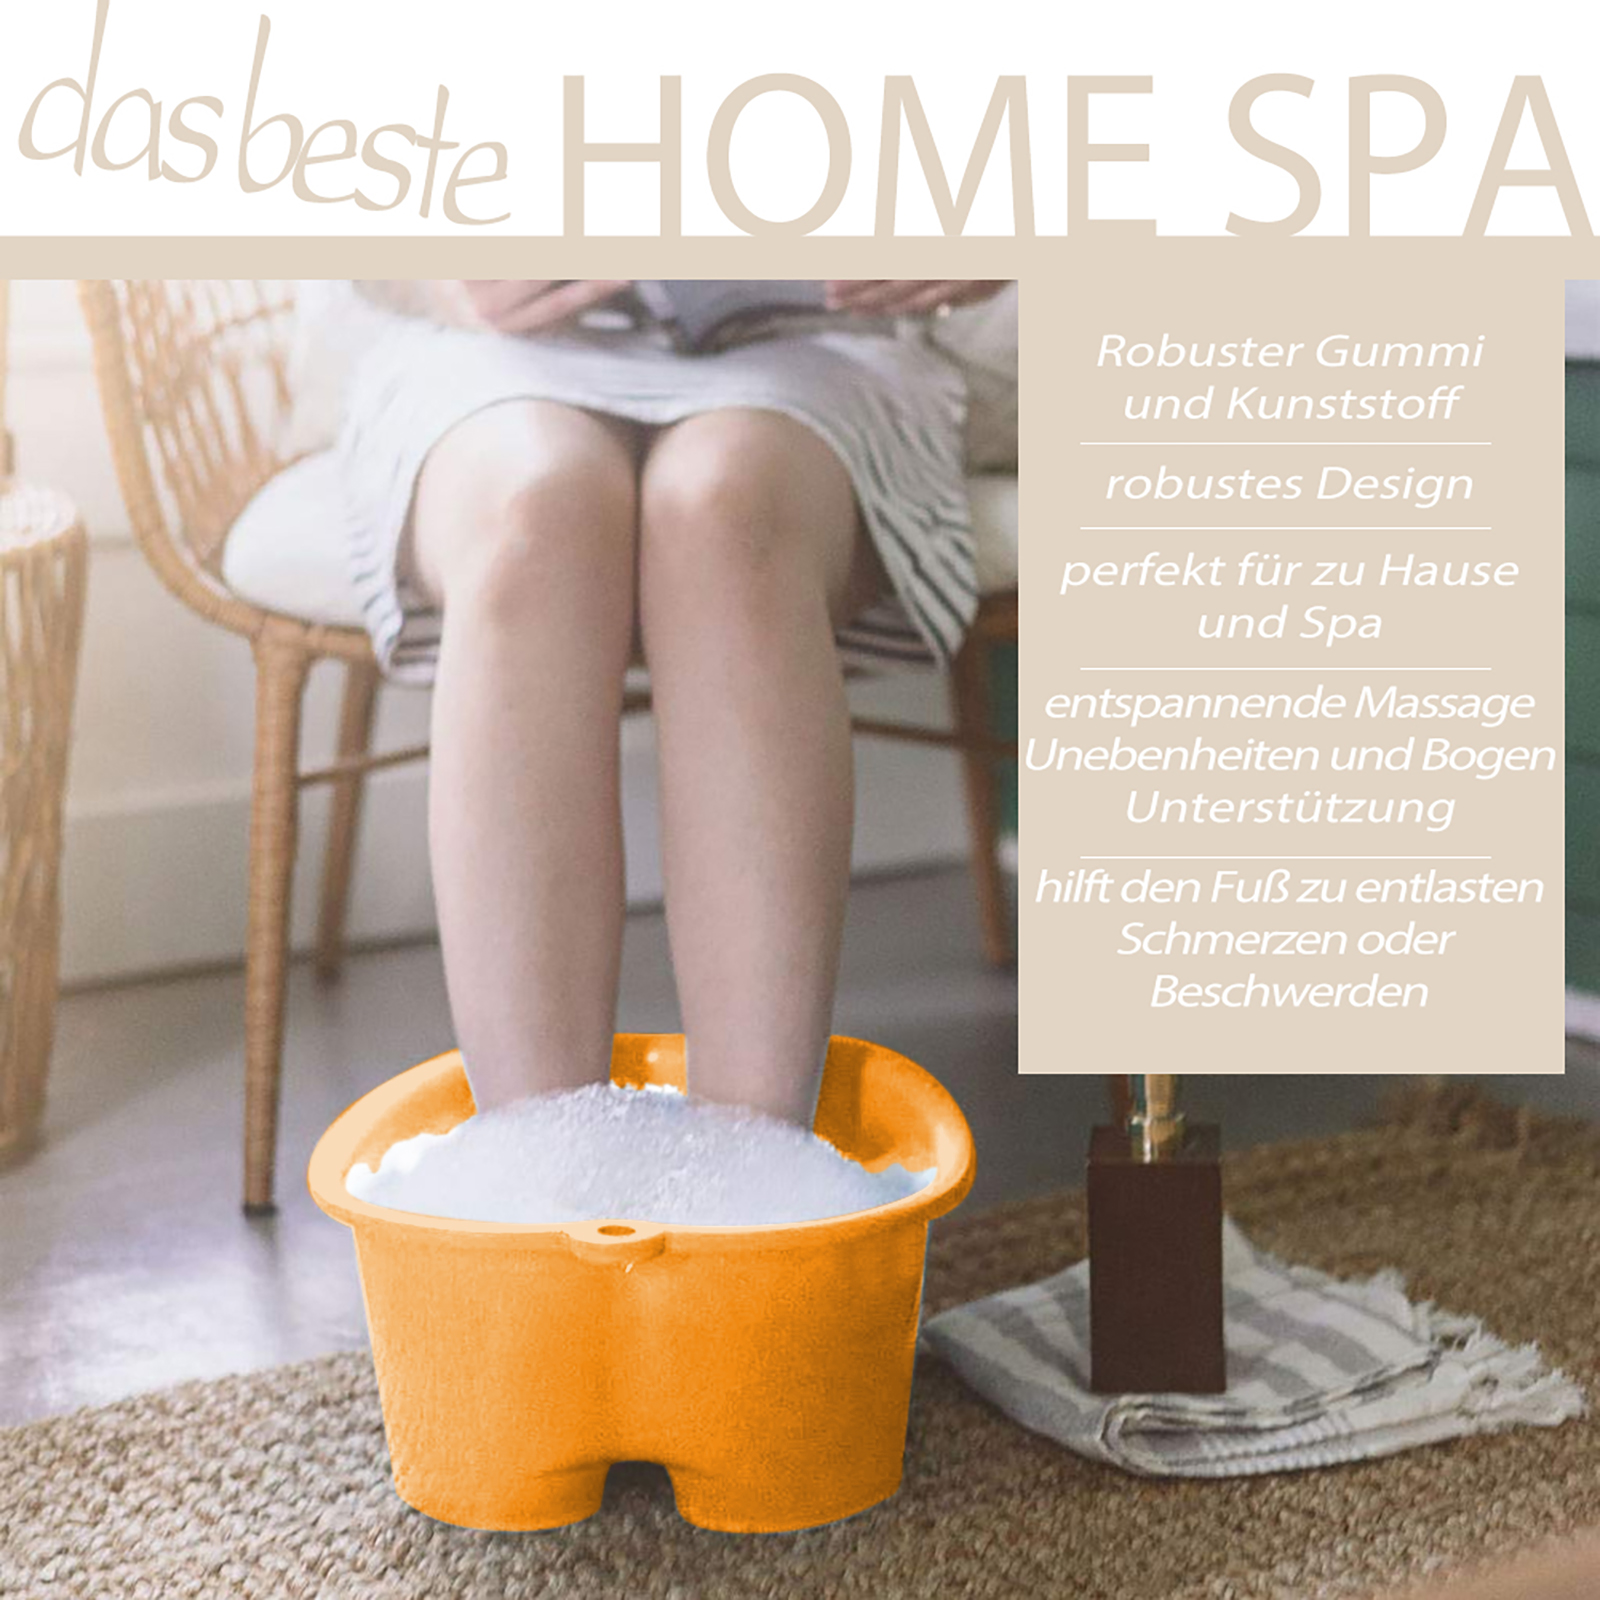 das beste HOME SPA
Robuster Gummi
und Kunststoff
robustes Design
perfekt für zu Hause
und Spa
entspannende Massage
Unebenheiten und Bogen
Unterstützung
hilft den Fuß zu entlasten
Schmerzen oder
Beschwerden